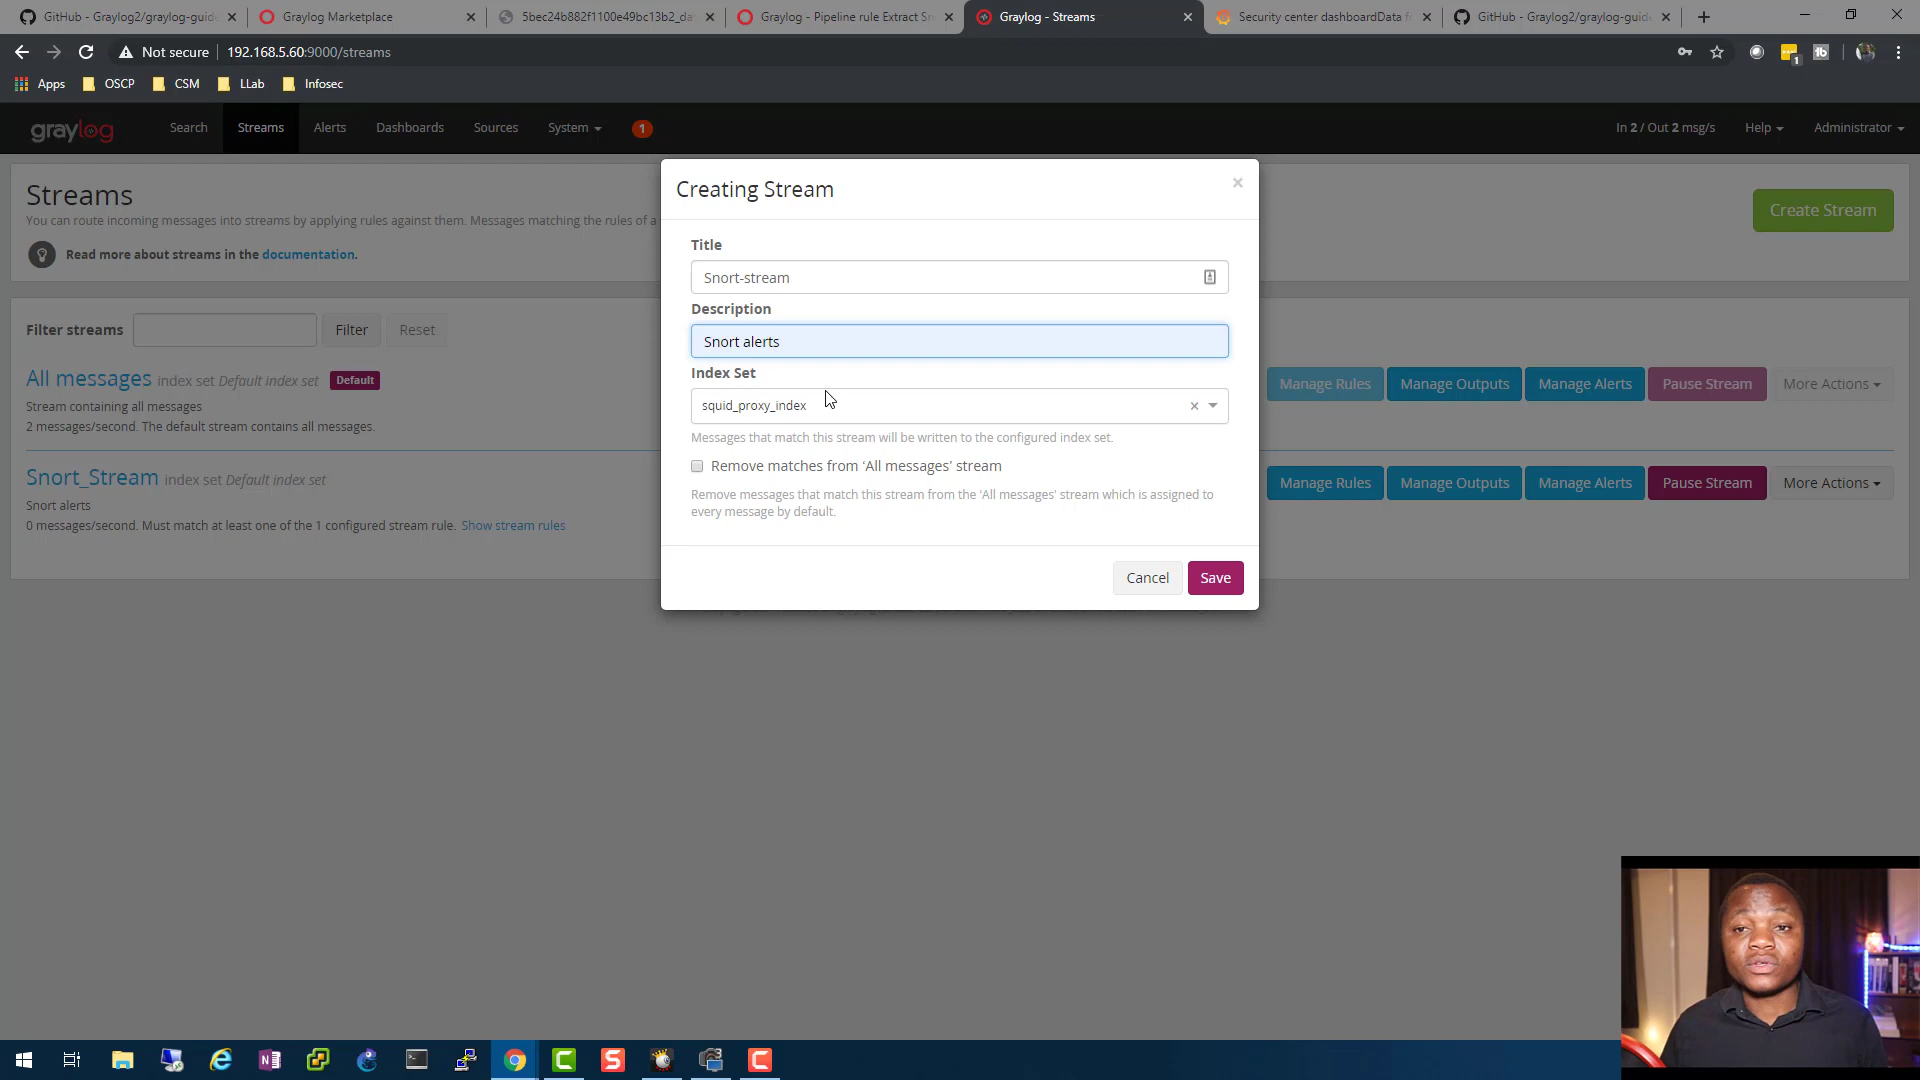 GitHub - Graylog2/graylog-guid
Graylog Marketplace
5bec24b882f1100e49bc13b2_da
Graylog - Pipeline rule Extract Sn
Graylog - Streams
Security center dashboardData f
GitHub - Graylog2/graylog-guid
Not secure
192.168.5.60:9000/streams
1
Apps
OSCP
CSM
LLab
Infosec
graylog
Search
Streams
Alerts
Dashboards
Sources
System
1
In 2 / Out 2 msg/s
Help
Administrator
Streams
You can route incoming messages into streams by applying rules against them. Messages matching the rules of a
Read more about streams in the documentation.
Create Stream
Filter streams
Filter
Reset
All messages index set Default index set Default
Stream containing all messages
2 messages/second. The default stream contains all messages.
Manage Rules
Manage Outputs
Manage Alerts
Pause Stream
More Actions
Snort_Stream index set Default index set
Snort alerts
0 messages/second. Must match at least one of the 1 configured stream rule. Show stream rules
Manage Rules
Manage Outputs
Manage Alerts
Pause Stream
More Actions
Creating Stream
×
Title
Snort-stream
Description
Snort alerts
Index Set
squid_proxy_index
×
Messages that match this stream will be written to the configured index set.
Remove matches from ‘All messages’ stream
Remove messages that match this stream from the ‘All messages’ stream which is assigned to
every message by default.
Cancel
Save